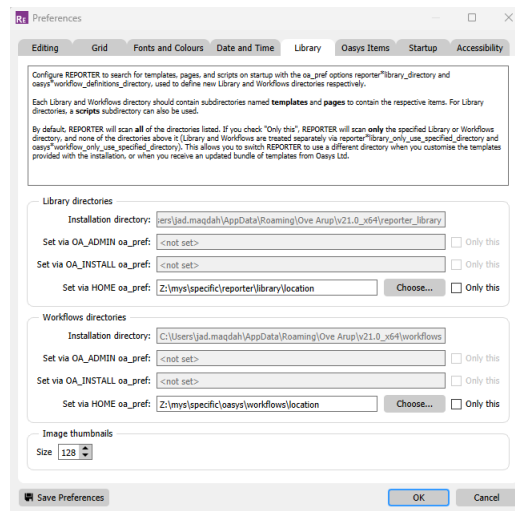 RE Preferences
Editing Grid Fonts and Colours Date and Time Library Oasys Items Startup Accessibility
Configure REPORTER to search for templates, pages, and scripts on startup with the oa_pref options reporter*library_directory and
oasys*workflow_definitions_directory, used to define new Library and Workflows directories respectively.
Each Library and Workflows directory should contain subdirectories named templates and pages to contain the respective items. For Library
directories, a scripts subdirectory can also be used.
By default, REPORTER will scan all of the directories listed. If you check "Only this", REPORTER will scan only the specified Library or Workflows
directory, and none of the directories above it (Library and Workflows are treated separately via reporter*library_only_use_specified_directory and
oasys*workflow_only_use_specified_directory). This allows you to switch REPORTER to use a different directory when you customise the templates
provided with the installation, or when you receive an updated bundle of templates from Oasys Ltd.
Library directories
Installation directory: sers\jad.maqdah\AppData\Roaming\Ove Arup\v21.0_x64\reporter_library
Set via OA_ADMIN oa_pref: <not set> Only this
Set via OA_INSTALL oa_pref: <not set> Only this
Set via HOME oa_pref: Z:\mys\specific\reporter\library\location Choose... Only this
Workflows directories
Installation directory: C:\Users\jad.maqdah\AppData\Roaming\Ove Arup\v21.0_x64\workflows
Set via OA_ADMIN oa_pref: <not set> Only this
Set via OA_INSTALL oa_pref: <not set> Only this
Set via HOME oa_pref: Z:\mys\specific\oasys\workflows\location Choose... Only this
Image thumbnails
Size 128
Save Preferences OK Cancel